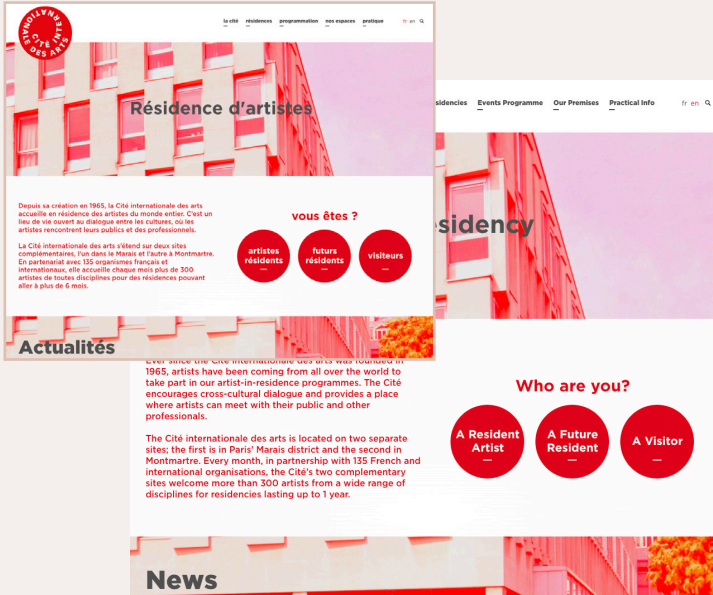 CITÉ INTERNATIONALE DES ARTS
la cité résidences programmation nos espaces pratique fr en
Résidence d'artistes
Depuis sa création en 1965, la Cité internationale des arts
accueille en résidence des artistes du monde entier. C'est un
lieu de vie ouvert au dialogue entre les cultures, où les
artistes rencontrent leurs publics et des professionnels.
La Cité internationale des arts s'étend sur deux sites
complémentaires, l'un dans le Marais et l'autre à Montmartre.
En partenariat avec 135 organismes français et
internationaux, elle accueille chaque mois plus de 300
artistes de toutes disciplines pour des résidences pouvant
aller à plus de 6 mois.
vous êtes ?
artistes
résidents
futurs
résidents
visiteurs
Actualités
sidencies Events Programme Our Premises Practical Info fr en
sidency
Ever since the Cité internationale des arts was founded in
1965, artists have been coming from all over the world to
take part in our artist-in-residence programmes. The Cité
encourages cross-cultural dialogue and provides a place
where artists can meet with their public and other
professionals.
The Cité internationale des arts is located on two separate
sites; the first is in Paris' Marais district and the second in
Montmartre. Every month, in partnership with 135 French and
international organisations, the Cité's two complementary
sites welcome more than 300 artists from a wide range of
disciplines for residencies lasting up to 1 year.
Who are you?
A Resident
Artist
A Future
Resident
A Visitor
News